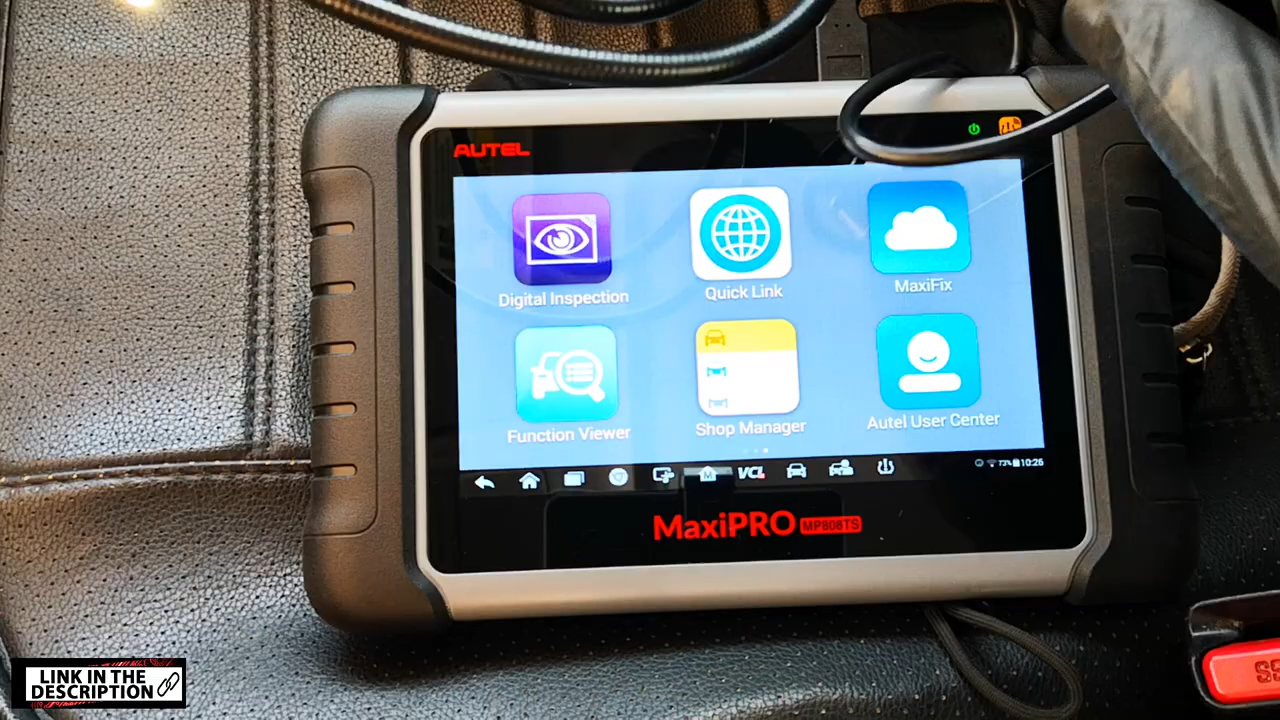 AUTEL
Digital Inspection
Quick Link
MaxiFix
Function Viewer
Shop Manager
Autel User Center
M
VCI
73% 10:26
MaxiPRO MP808TS
LINK IN THE
DESCRIPTION